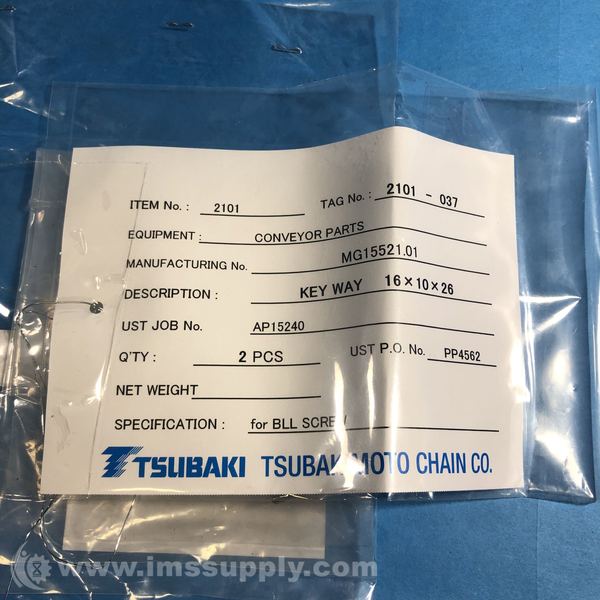 ITEM No. : 2101 TAG No. : 2101 - 037
EQUIPMENT : CONVEYOR PARTS
MANUFACTURING No. MG15521.01
DESCRIPTION : KEY WAY 16×10×26
UST JOB No. AP15240
Q'TY : 2 PCS UST P.O. No. PP4562
NET WEIGHT
SPECIFICATION : for BLL SCREW
TSUBAKI TSUBAKI MOTO CHAIN CO.
www.imssupply.com